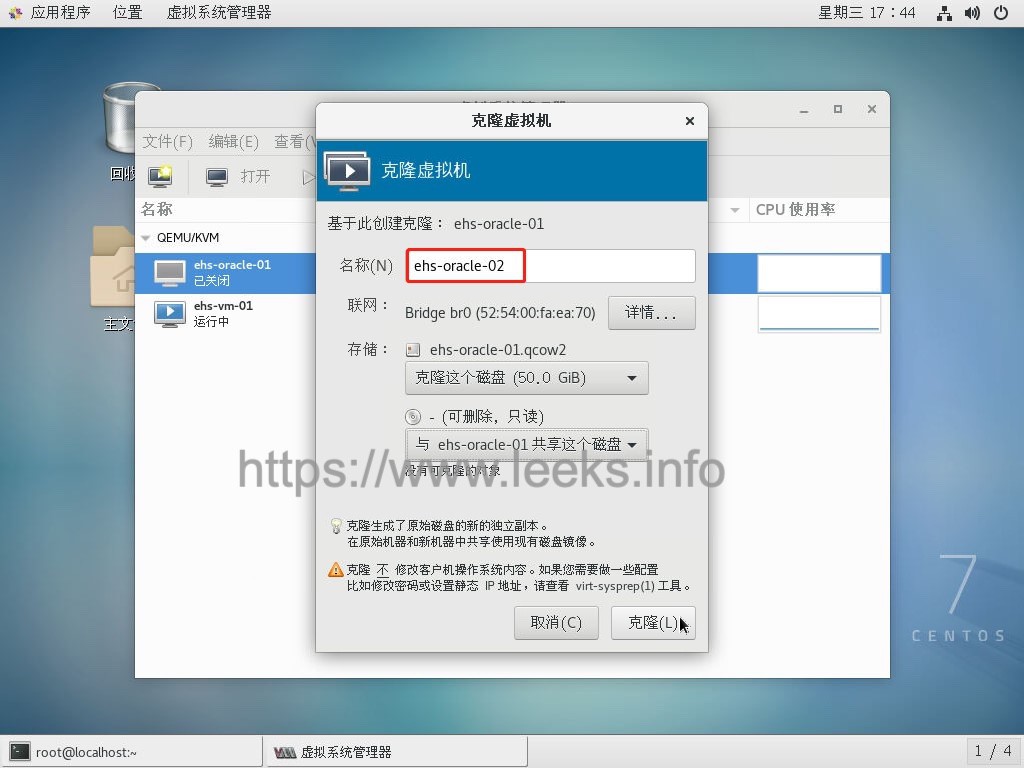 应用程序 位置 虚拟系统管理器 星期三 17：44
克隆虚拟机
文件(F) 编辑(E) 查看(V
克隆虚拟机
打开
名称 CPU 使用率
基于此创建克隆： ehs-oracle-01
QEMU/KVM
ehs-oracle-01
已关闭
ehs-vm-01
运行中
名称(N) ehs-oracle-02
联网： Bridge br0 (52:54:00:fa:ea:70) 详情...
存储： ehs-oracle-01.qcow2
克隆这个磁盘 (50.0 GiB)
- (可删除，只读)
与 ehs-oracle-01 共享这个磁盘
没有可克隆的对象
https://www.leeks.info
克隆生成了原始磁盘的新的独立副本。
在原始机器和新机器中共享使用现有磁盘镜像。
克隆 不 修改客户机操作系统内容。如果您需要做一些配置
比如修改密码或设置静态 IP 地址，请查看 virt-sysprep(1) 工具。
取消(C) 克隆(L)
回收
主文
7
CENTOS
root@localhost:~ 虚拟系统管理器 1 / 4